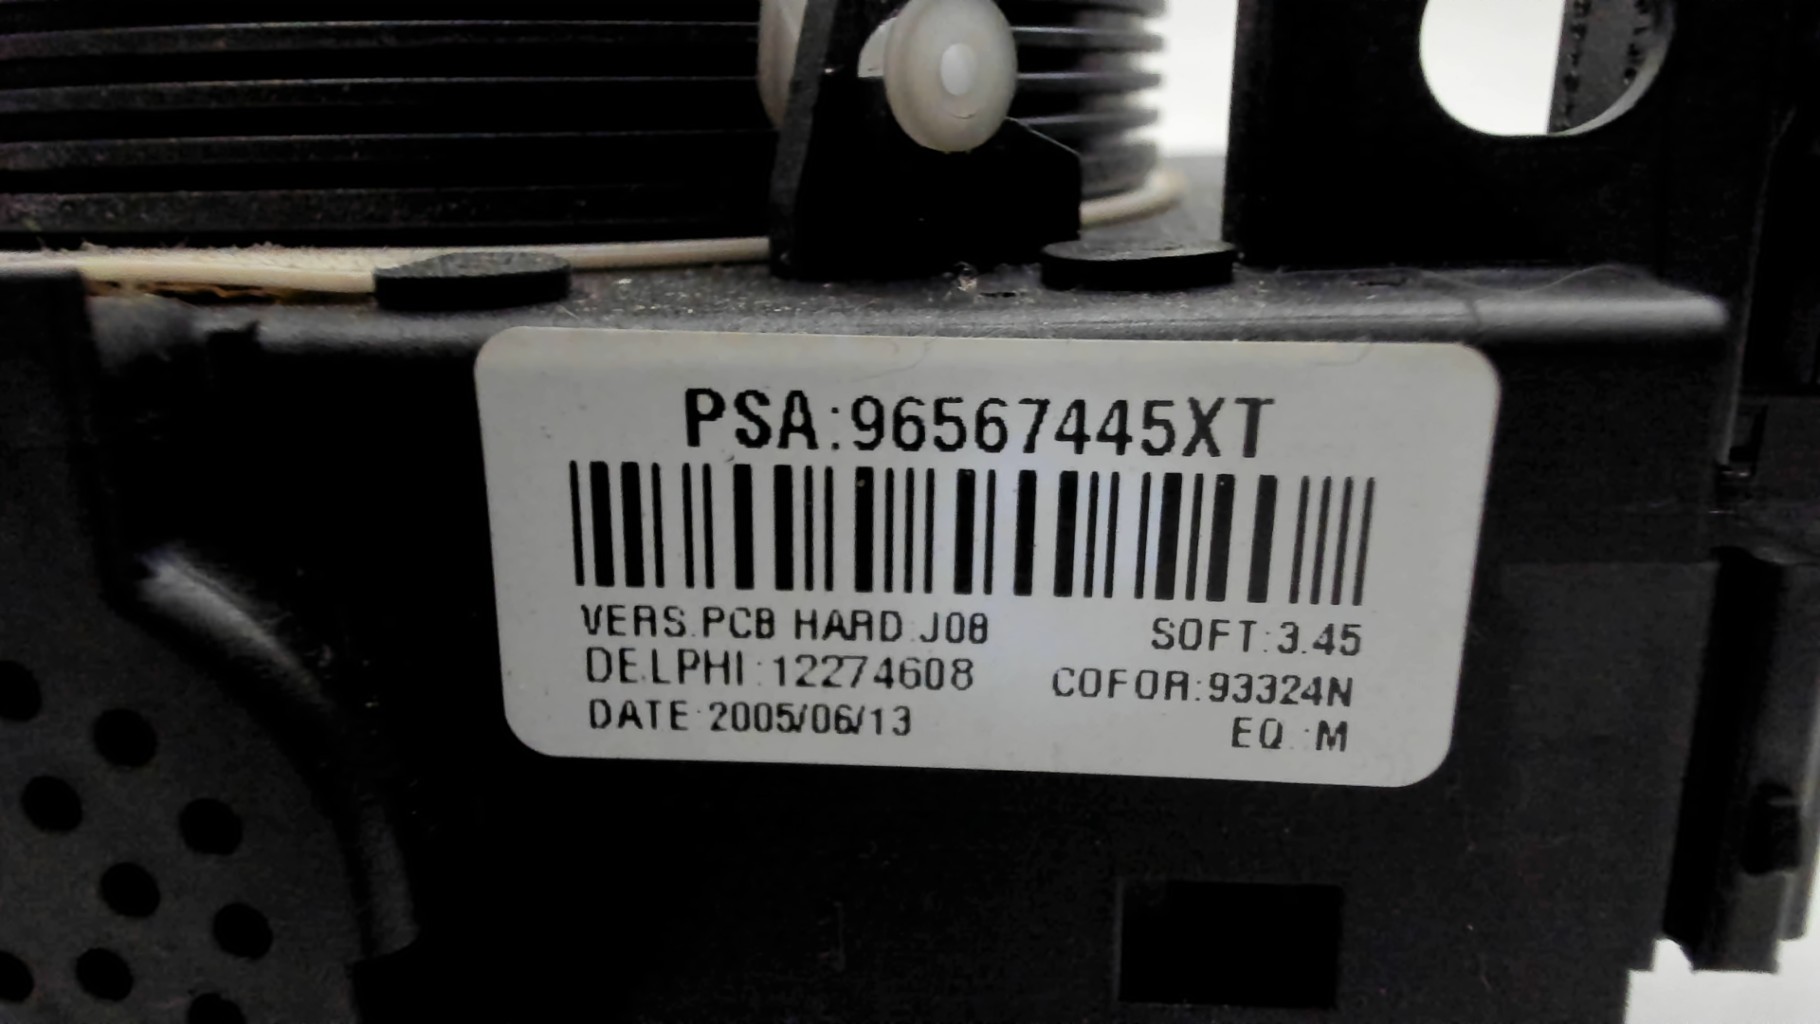 PSA:96567445XT
VERS.PCB HARD:J08 SOFT:3.45
DELPHI:12274608 COFOR:93324N
DATE:2005/06/13 EQ.:M